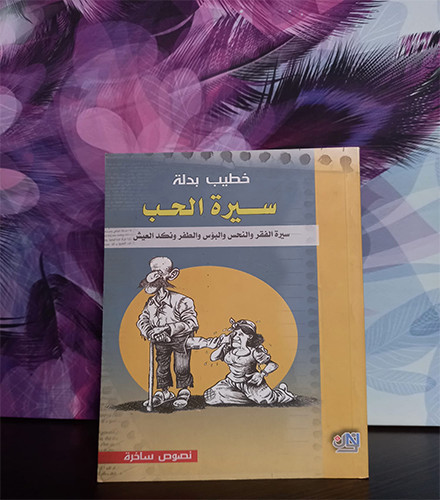 خطيب بدلة
سيرة الحب
سيرة الفقر والنحس والبؤس والطفر ونكد العيش
نصوص ساخرة